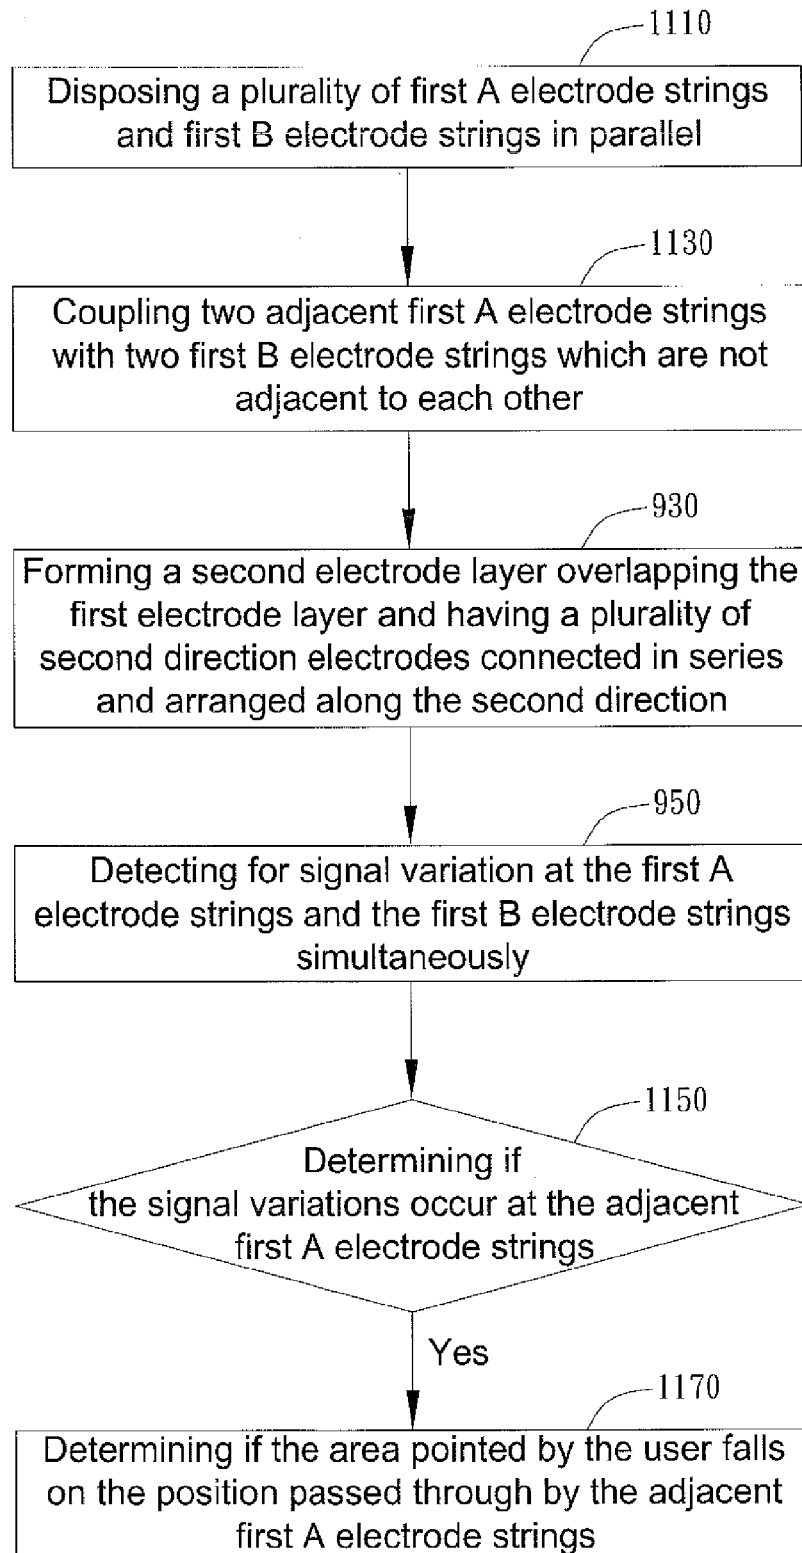 1110
Disposing a plurality of first A electrode strings
and first B electrode strings in parallel
1130
Coupling two adjacent first A electrode strings
with two first B electrode strings which are not
adjacent to each other
930
Forming a second electrode layer overlapping the
first electrode layer and having a plurality of
second direction electrodes connected in series
and arranged along the second direction
950
Detecting for signal variation at the first A
electrode strings and the first B electrode strings
simultaneously
1150
Determining if
the signal variations occur at the adjacent
first A electrode strings
Yes
1170
Determining if the area pointed by the user falls
on the position passed through by the adjacent
first A electrode strings